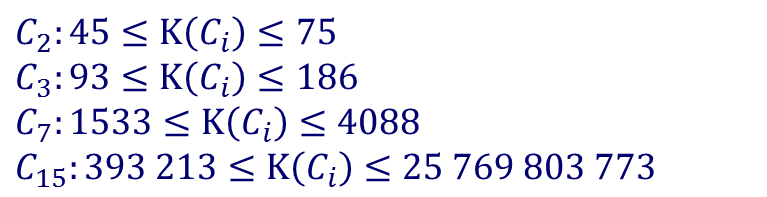 C₂: 45 ≤ K(Cᵢ) ≤ 75
C₃: 93 ≤ K(Cᵢ) ≤ 186
C₇: 1533 ≤ K(Cᵢ) ≤ 4088
C₁₅: 393 213 ≤ K(Cᵢ) ≤ 25 769 803 773